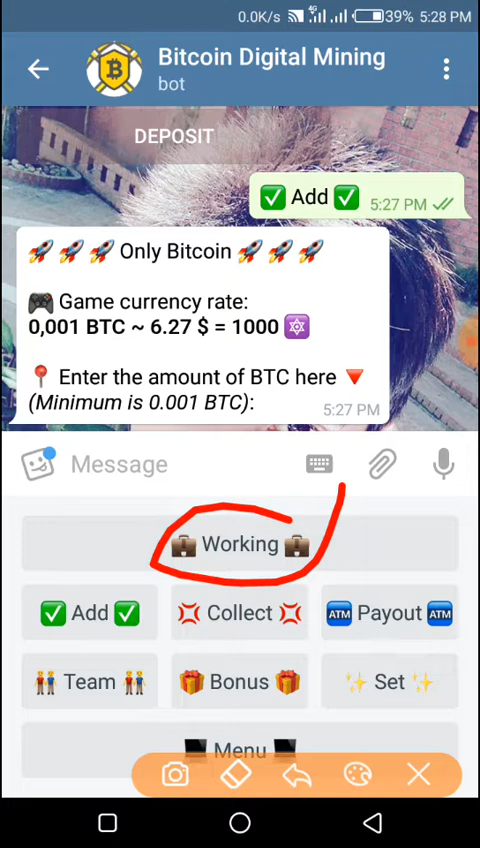 0.0K/s 4G 39% 5:28 PM
Bitcoin Digital Mining
bot
DEPOSIT
✅ Add ✅ 5:27 PM
🚀 🚀 🚀 Only Bitcoin 🚀 🚀 🚀
🎮 Game currency rate:
0,001 BTC ~ 6.27 $ = 1000 🔯
📍 Enter the amount of BTC here 🔻
(Minimum is 0.001 BTC): 5:27 PM
Message
💼 Working 💼
✅ Add ✅ 💢 Collect 💢 🏧 Payout 🏧
👬 Team 👬 🎁 Bonus 🎁 ✨ Set ✨
💻 Menu 💻